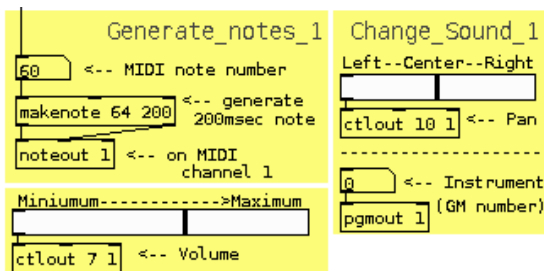 Generate_notes_1
60 <-- MIDI note number
makenote 64 200 <-- generate
200msec note
noteout 1 <-- on MIDI
channel 1
Miniumum------------>Maximum
ctlout 7 1 <-- Volume
Change_Sound_1
Left--Center--Right
ctlout 10 1 <-- Pan
--------------------
0 <-- Instrument
pgmout 1 (GM number)